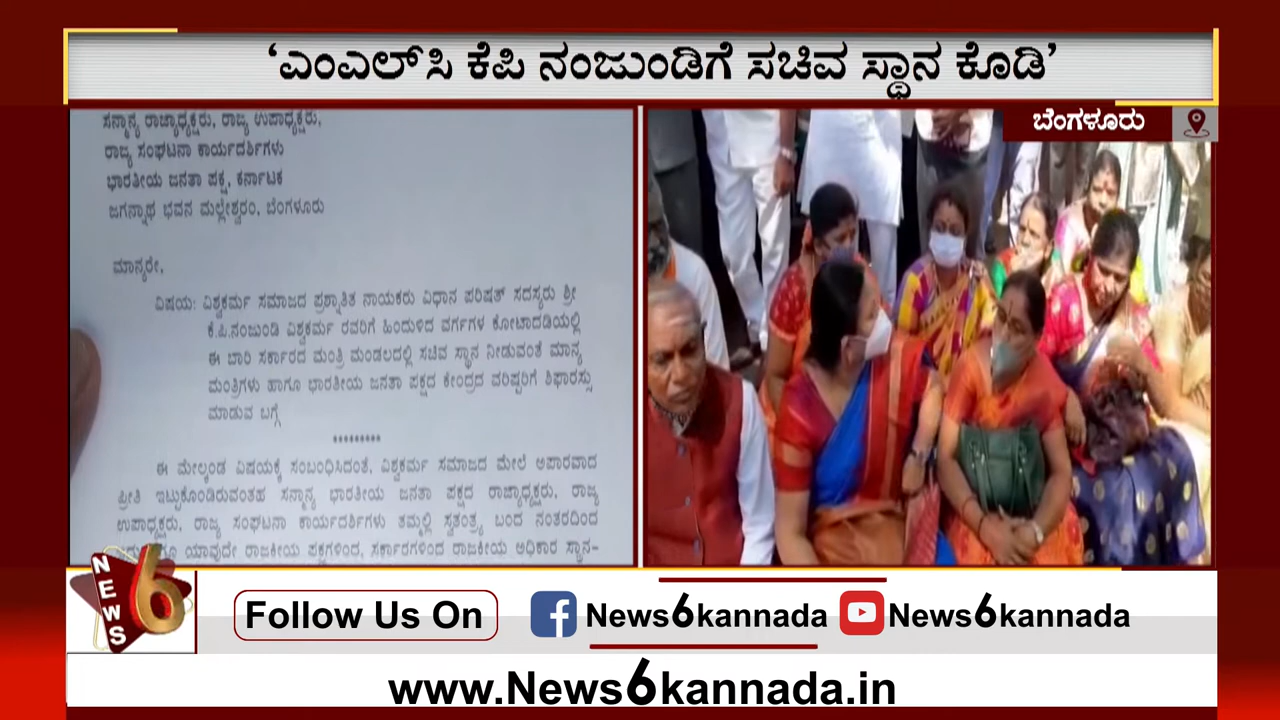 ‘ಎಂಎಲ್‌ಸಿ ಕೆಪಿ ನಂಜುಂಡಿಗೆ ಸಚಿವ ಸ್ಥಾನ ಕೊಡಿ’
ಬೆಂಗಳೂರು
ಸನ್ಮಾನ್ಯ ರಾಜ್ಯಾಧ್ಯಕ್ಷರು, ರಾಜ್ಯ ಉಪಾಧ್ಯಕ್ಷರು,
ರಾಜ್ಯ ಸಂಘಟನಾ ಕಾರ್ಯದರ್ಶಿಗಳು
ಭಾರತೀಯ ಜನತಾ ಪಕ್ಷ, ಕರ್ನಾಟಕ
ಜಗನ್ನಾಥ ಭವನ ಮಲ್ಲೇಶ್ವರಂ, ಬೆಂಗಳೂರು
ಮಾನ್ಯರೇ,
ವಿಷಯ: ವಿಶ್ವಕರ್ಮ ಸಮಾಜದ ಪ್ರಶ್ನಾತಿತ ನಾಯಕರು ವಿಧಾನ ಪರಿಷತ್ ಸದಸ್ಯರು ಶ್ರೀ
ಕೆ.ಪಿ.ನಂಜುಂಡಿ ವಿಶ್ವಕರ್ಮ ರವರಿಗೆ ಹಿಂದುಳಿದ ವರ್ಗಗಳ ಕೋಟಾದಡಿಯಲ್ಲಿ
ಈ ಬಾರಿ ಸರ್ಕಾರದ ಮಂತ್ರಿ ಮಂಡಲದಲ್ಲಿ ಸಚಿವ ಸ್ಥಾನ ನೀಡುವಂತೆ ಮಾನ್ಯ
ಮಂತ್ರಿಗಳು ಹಾಗೂ ಭಾರತೀಯ ಜನತಾ ಪಕ್ಷದ ಕೇಂದ್ರದ ವರಿಷ್ಠರಿಗೆ ಶಿಫಾರಸ್ಸು
ಮಾಡುವ ಬಗ್ಗೆ
*********
ಈ ಮೇಲ್ಕಂಡ ವಿಷಯಕ್ಕೆ ಸಂಬಂಧಿಸಿದಂತೆ, ವಿಶ್ವಕರ್ಮ ಸಮಾಜದ ಮೇಲೆ ಅಪಾರವಾದ
ಪ್ರೀತಿ ಇಟ್ಟುಕೊಂಡಿರುವಂತಹ ಸನ್ಮಾನ್ಯ ಭಾರತೀಯ ಜನತಾ ಪಕ್ಷದ ರಾಜ್ಯಾಧ್ಯಕ್ಷರು, ರಾಜ್ಯ
ಉಪಾಧ್ಯಕ್ಷರು, ರಾಜ್ಯ ಸಂಘಟನಾ ಕಾರ್ಯದರ್ಶಿಗಳು ತಮ್ಮಲ್ಲಿ ಸ್ವತಂತ್ರ್ಯ ಬಂದ ನಂತರದಿಂದ
ಯಾವುದೇ ರಾಜಕೀಯ ಪಕ್ಷಗಳಿಂದ, ಸರ್ಕಾರಗಳಿಂದ ರಾಜಕೀಯ ಅಧಿಕಾರ ಸ್ಥಾನ-
NEWS 6
Follow Us On News6kannada News6kannada
www.News6kannada.in